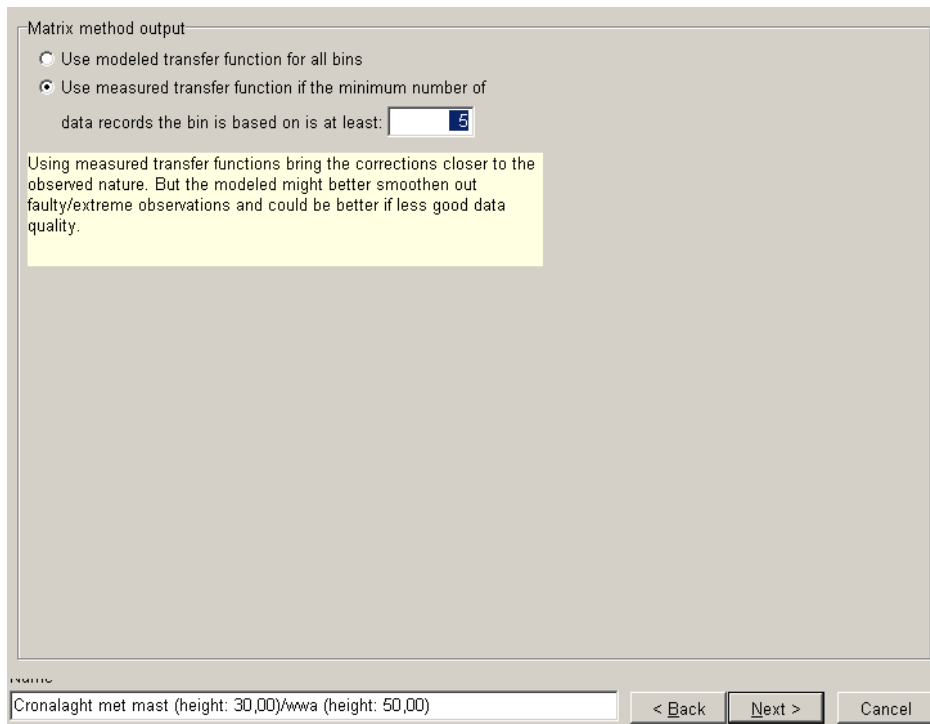 Matrix method output
Use modeled transfer function for all bins
Use measured transfer function if the minimum number of
data records the bin is based on is at least: 5
Using measured transfer functions bring the corrections closer to the
observed nature. But the modeled might better smoothen out
faulty/extreme observations and could be better if less good data
quality.
Name
Cronalaght met mast (height: 30,00)/wwa (height: 50,00)
< Back
Next >
Cancel